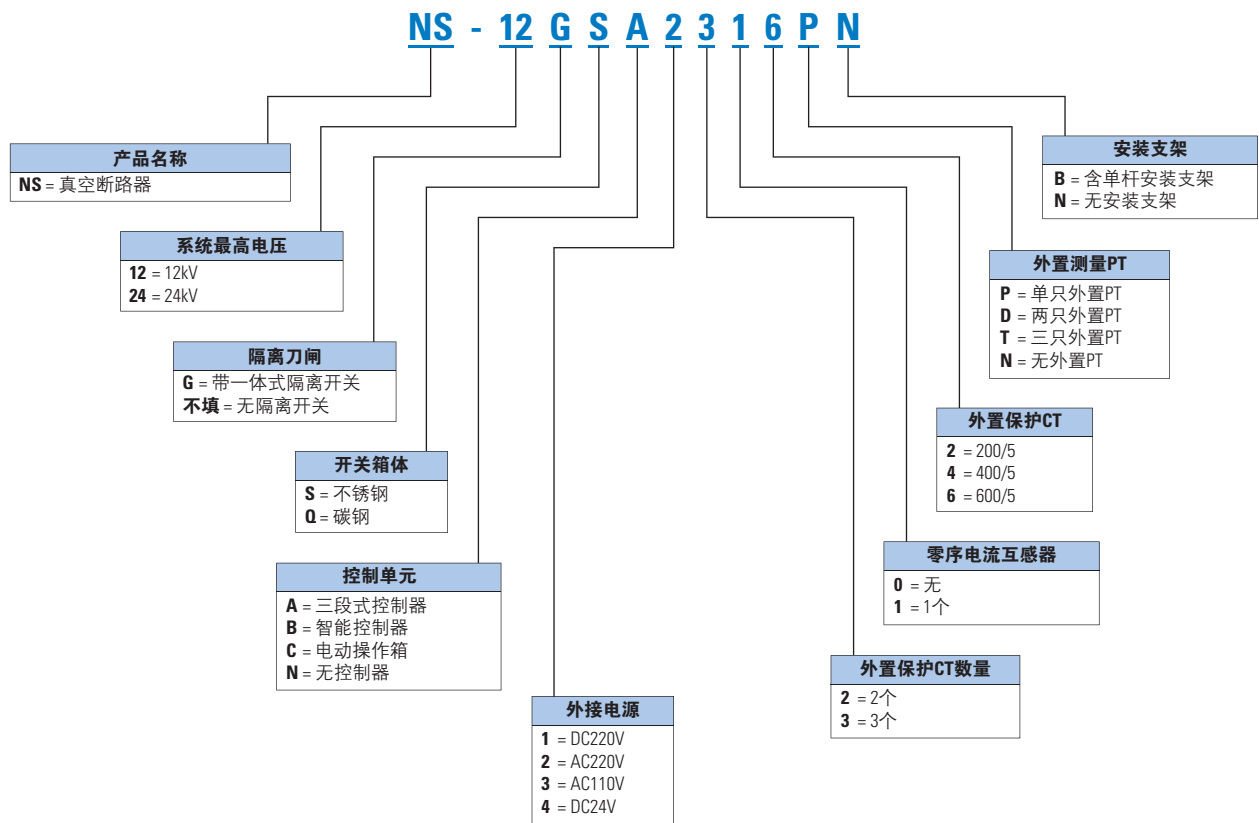 NS - 12 G S A 2 3 1 6 P N
产品名称
NS = 真空断路器
系统最高电压
12 = 12kV
24 = 24kV
隔离刀闸
G = 带一体式隔离开关
不填 = 无隔离开关
开关箱体
S = 不锈钢
Q = 碳钢
控制单元
A = 三段式控制器
B = 智能控制器
C = 电动操作箱
N = 无控制器
外接电源
1 = DC220V
2 = AC220V
3 = AC110V
4 = DC24V
外置保护CT数量
2 = 2个
3 = 3个
零序电流互感器
0 = 无
1 = 1个
外置保护CT
2 = 200/5
4 = 400/5
6 = 600/5
外置测量PT
P = 单只外置PT
D = 两只外置PT
T = 三只外置PT
N = 无外置PT
安装支架
B = 含单杆安装支架
N = 无安装支架